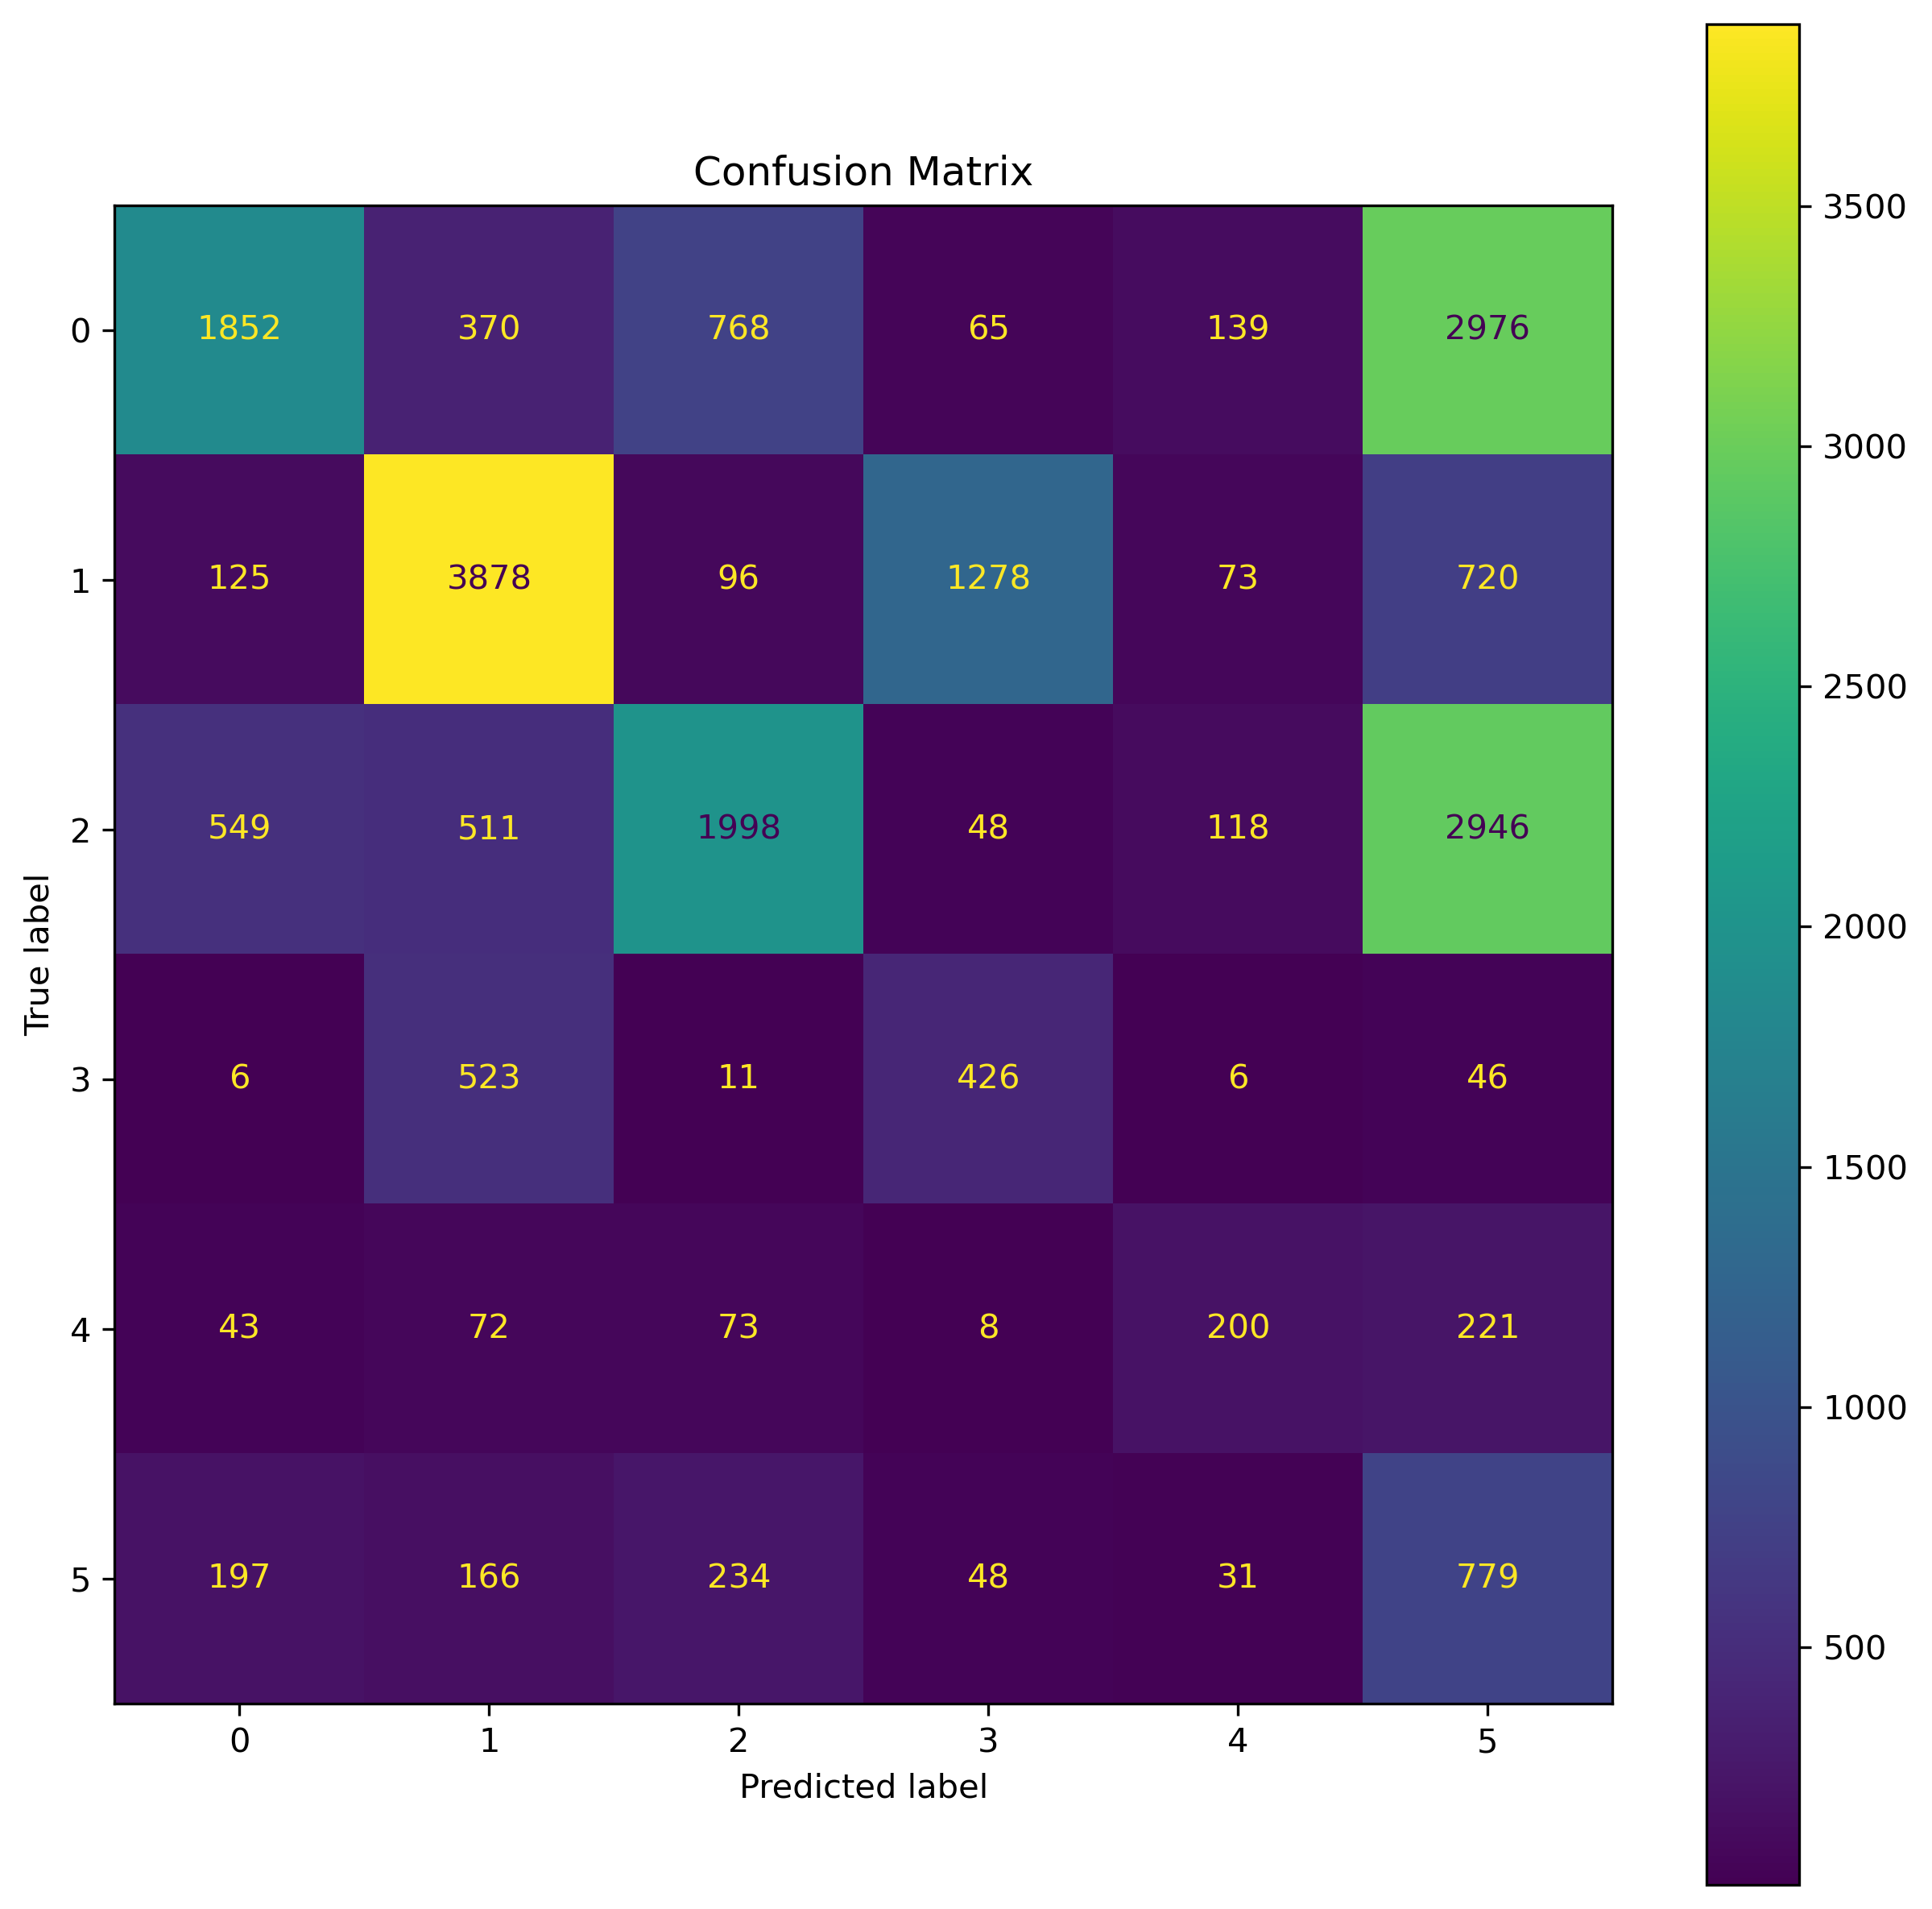 Confusion Matrix
True label
0 1852 370 768 65 139 2976
1 125 3878 96 1278 73 720
2 549 511 1998 48 118 2946
3 6 523 11 426 6 46
4 43 72 73 8 200 221
5 197 166 234 48 31 779
0 1 2 3 4 5
Predicted label
3500
3000
2500
2000
1500
1000
500